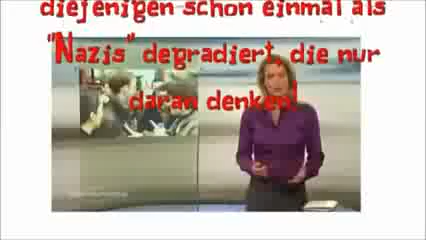 diejenigen schon einmal als
"Nazis" degradiert, die nur
daran denken!